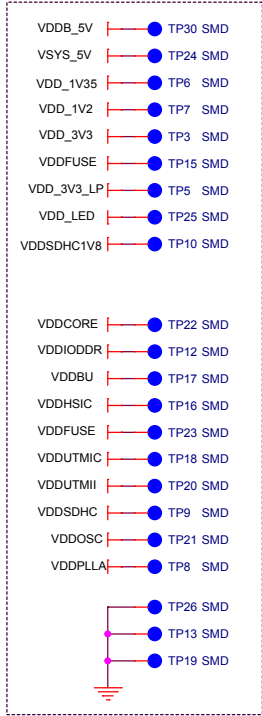 VDDB_5V TP30 SMD
VSYS_5V TP24 SMD
VDD_1V35 TP6 SMD
VDD_1V2 TP7 SMD
VDD_3V3 TP3 SMD
VDDFUSE TP15 SMD
VDD_3V3_LP TP5 SMD
VDD_LED TP25 SMD
VDDSDHC1V8 TP10 SMD
VDDCORE TP22 SMD
VDDIODDR TP12 SMD
VDDBU TP17 SMD
VDDHSIC TP16 SMD
VDDFUSE TP23 SMD
VDDUTMIC TP18 SMD
VDDUTMII TP20 SMD
VDDSDHC TP9 SMD
VDDOSC TP21 SMD
VDDPLLA TP8 SMD
TP26 SMD
TP13 SMD
TP19 SMD